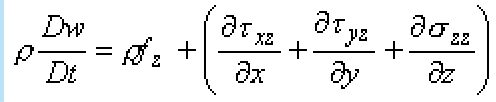 ρ Dw/Dt = ρf_z + (∂τ_xz/∂x + ∂τ_yz/∂y + ∂σ_zz/∂z)